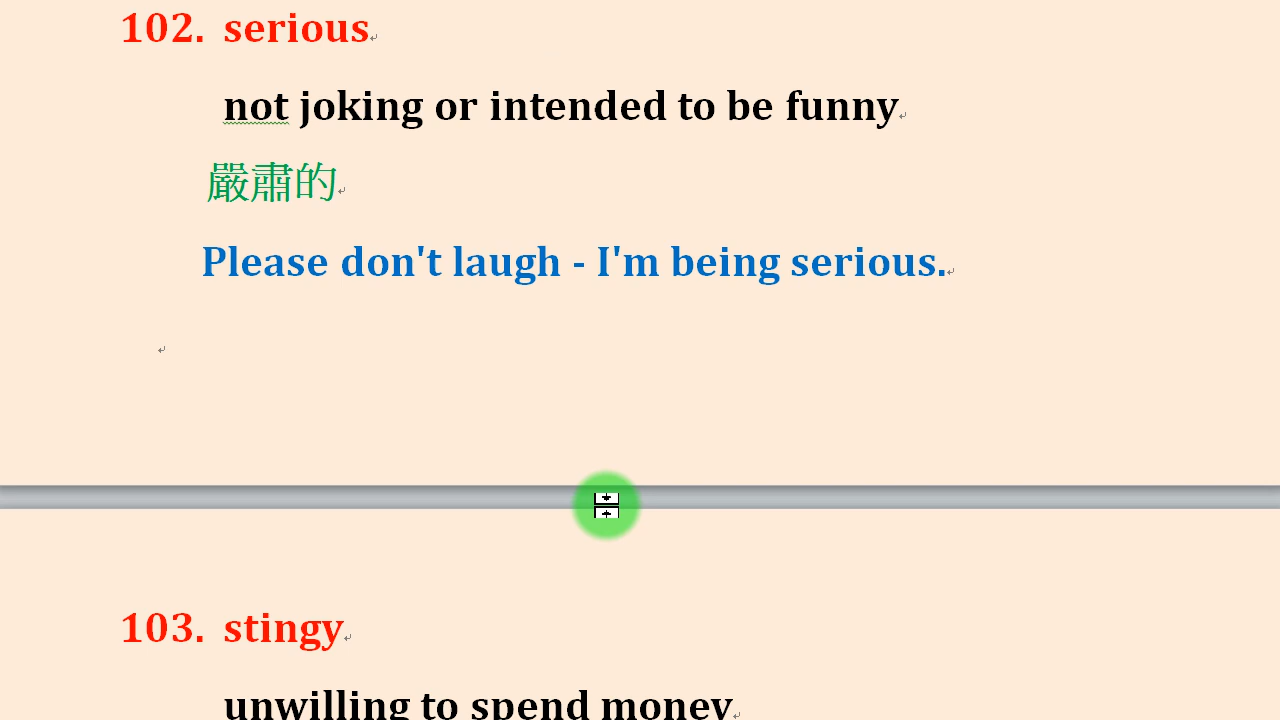 102. serious
not joking or intended to be funny
嚴肅的
Please don't laugh - I'm being serious.
103. stingy
unwilling to spend money